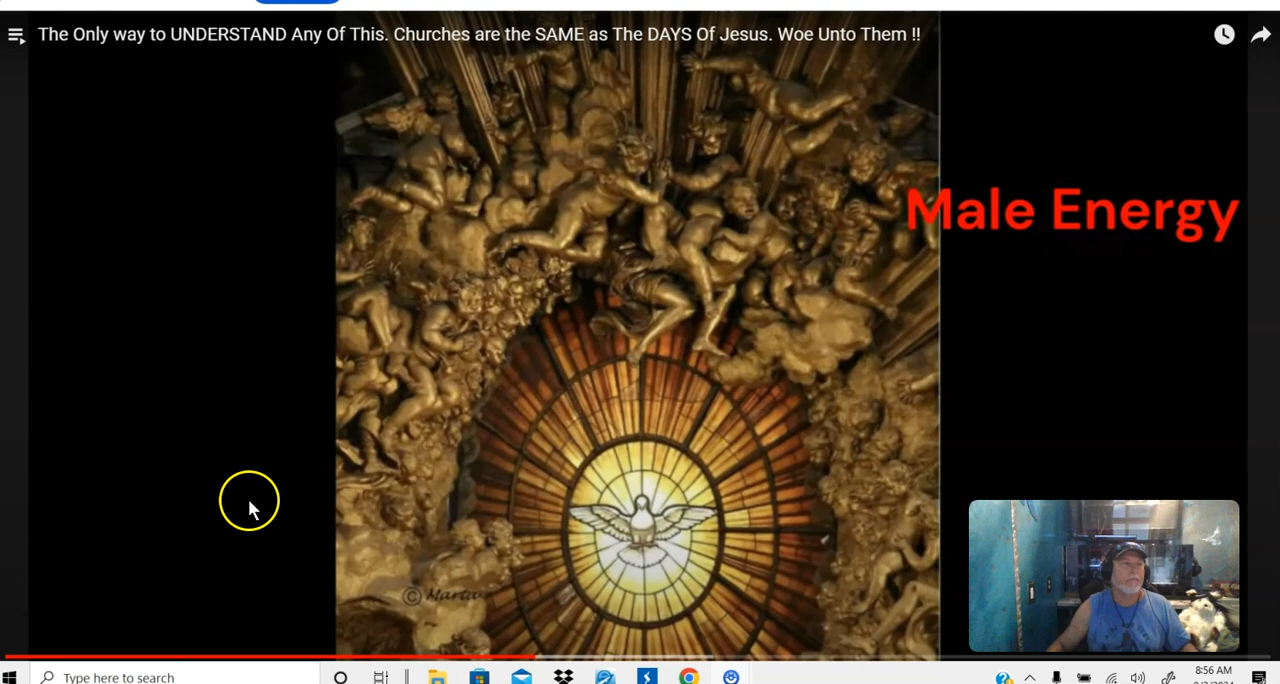 The Only way to UNDERSTAND Any Of This. Churches are the SAME as The DAYS Of Jesus. Woe Unto Them !!
Male Energy
© Marta
Type here to search
8:56 AM